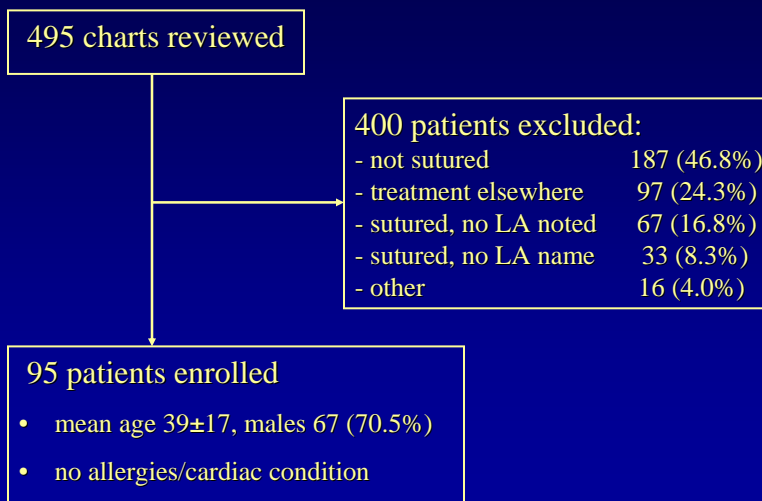 495 charts reviewed
400 patients excluded:
- not sutured 187 (46.8%)
- treatment elsewhere 97 (24.3%)
- sutured, no LA noted 67 (16.8%)
- sutured, no LA name 33 (8.3%)
- other 16 (4.0%)
95 patients enrolled
• mean age 39±17, males 67 (70.5%)
• no allergies/cardiac condition